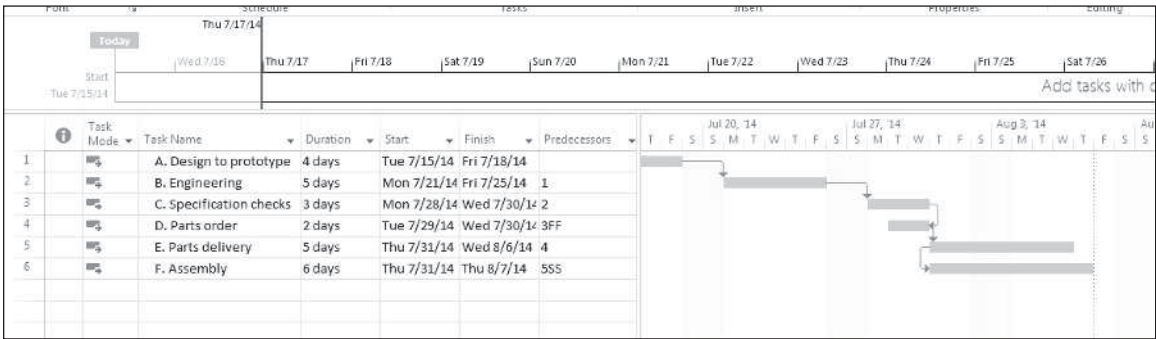 Font Schedule Tasks Insert Properties Editing
Thu 7/17/14
Today
Wed 7/16 Thu 7/17 Fri 7/18 Sat 7/19 Sun 7/20 Mon 7/21 Tue 7/22 Wed 7/23 Thu 7/24 Fri 7/25 Sat 7/26
Start
Tue 7/15/14
Add tasks with
Jul 20, '14 Jul 27, '14 Aug 3, '14 Au
Task Mode Task Name Duration Start Finish Predecessors T F S S M T W T F S S M T W T F S S M T W T F S S
1 A. Design to prototype 4 days Tue 7/15/14 Fri 7/18/14
2 B. Engineering 5 days Mon 7/21/14 Fri 7/25/14 1
3 C. Specification checks 3 days Mon 7/28/14 Wed 7/30/14 2
4 D. Parts order 2 days Tue 7/29/14 Wed 7/30/14 3FF
5 E. Parts delivery 5 days Thu 7/31/14 Wed 8/6/14 4
6 F. Assembly 6 days Thu 7/31/14 Thu 8/7/14 5SS